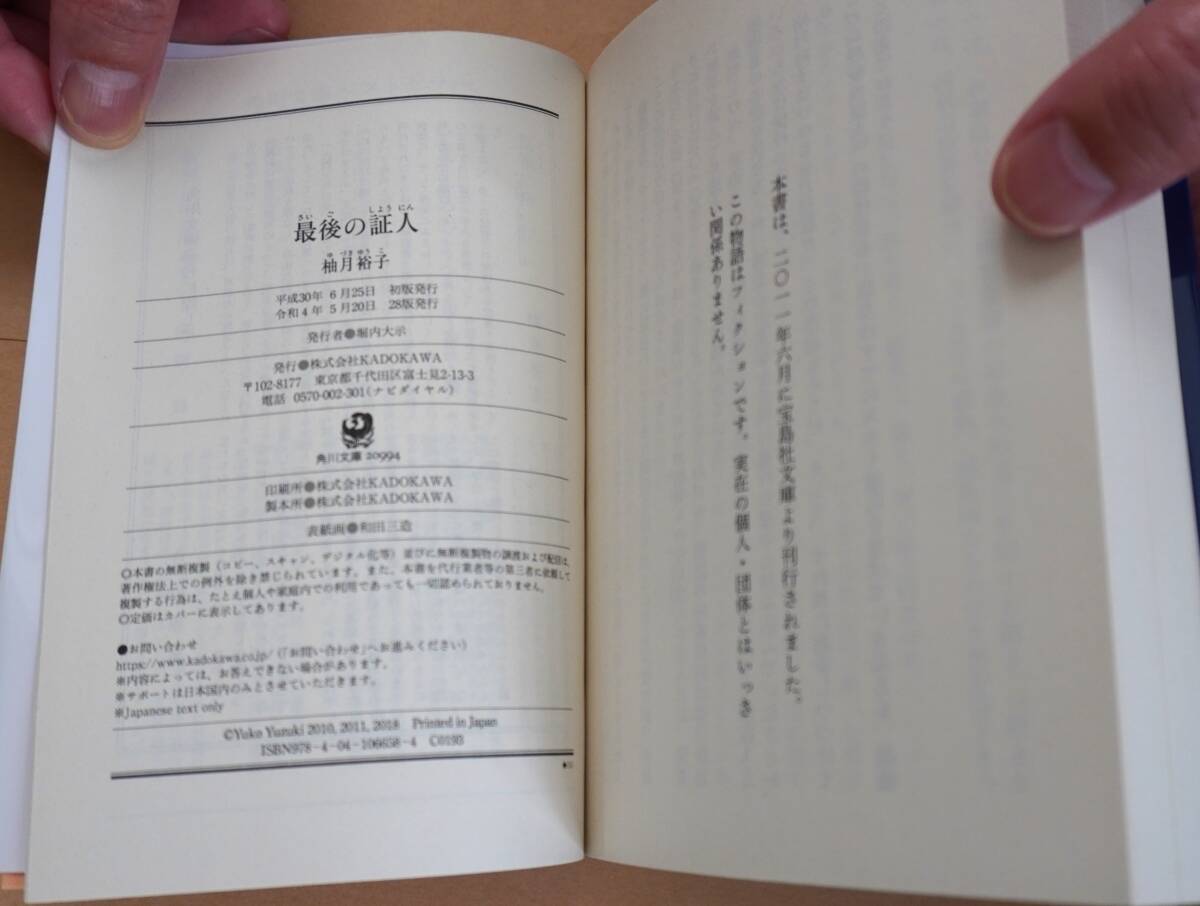 本書は、二〇一一年六月に宝島社文庫より刊行されました。
この物語はフィクションです。実在の個人・団体とはいっさ
い関係ありません。
さい ご しょう にん
最後の証人
ゆ づき ゆう こ
柚月裕子
平成30年 6月25日 初版発行
令和4年 5月20日 28版発行
発行者●堀内大示
発行●株式会社KADOKAWA
〒102-8177 東京都千代田区富士見2-13-3
電話 0570-002-301(ナビダイヤル)
角川文庫 20994
印刷所●株式会社KADOKAWA
製本所●株式会社KADOKAWA
表紙画●和田三造
◎本書の無断複製（コピー、スキャン、デジタル化等）並びに無断複製物の譲渡および配信は、
著作権法上での例外を除き禁じられています。また、本書を代行業者等の第三者に依頼して
複製する行為は、たとえ個人や家庭内での利用であっても一切認められておりません。
◎定価はカバーに表示してあります。
●お問い合わせ
https://www.kadokawa.co.jp/（「お問い合わせ」へお進みください）
※内容によっては、お答えできない場合があります。
※サポートは日本国内のみとさせていただきます。
※Japanese text only
©Yuko Yuzuki 2010, 2011, 2018 Printed in Japan
ISBN978-4-04-106658-4 C0193